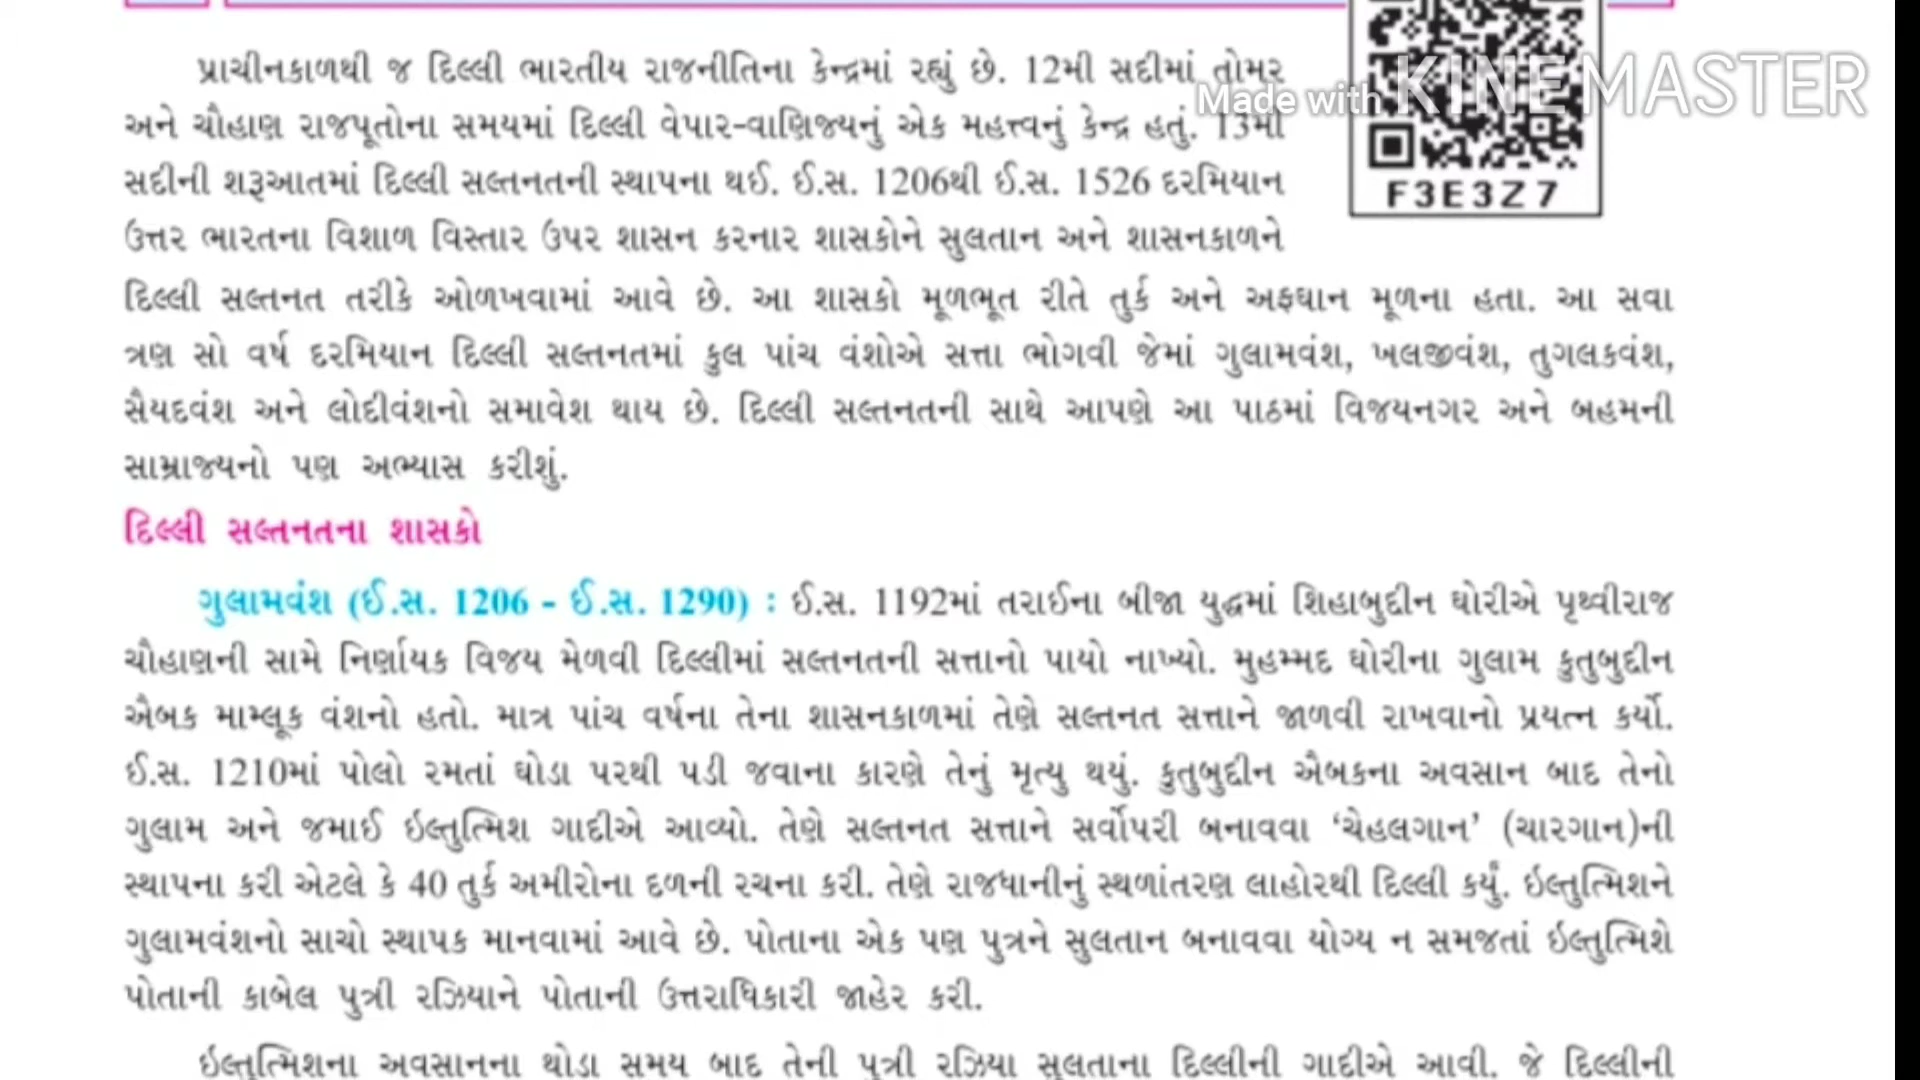 પ્રાચીનકાળથી જ દિલ્લી ભારતીય રાજનીતિના કેન્દ્રમાં રહ્યું છે. 12મી સદીમાં તોમર
Made with KINEMASTER
અને ચૌહાણ રાજપૂતોના સમયમાં દિલ્લી વેપાર-વાણિજ્યનું એક મહત્ત્વનું કેન્દ્ર હતું. 13મી
સદીની શરૂઆતમાં દિલ્લી સલ્તનતની સ્થાપના થઈ. ઈ.સ. 1206થી ઈ.સ. 1526 દરમિયાન
F3E3Z7
ઉત્તર ભારતના વિશાળ વિસ્તાર ઉપર શાસન કરનાર શાસકોને સુલતાન અને શાસનકાળને
દિલ્લી સલ્તનત તરીકે ઓળખવામાં આવે છે. આ શાસકો મૂળભૂત રીતે તુર્ક અને અફઘાન મૂળના હતા. આ સવા
ત્રણ સો વર્ષ દરમિયાન દિલ્લી સલ્તનતમાં કુલ પાંચ વંશોએ સત્તા ભોગવી જેમાં ગુલામવંશ, ખલજીવંશ, તુગલકવંશ,
સૈયદવંશ અને લોદીવંશનો સમાવેશ થાય છે. દિલ્લી સલ્તનતની સાથે આપણે આ પાઠમાં વિજયનગર અને બહમની
સામ્રાજ્યનો પણ અભ્યાસ કરીશું.
દિલ્લી સલ્તનતના શાસકો
ગુલામવંશ (ઈ.સ. 1206 - ઈ.સ. 1290) : ઈ.સ. 1192માં તરાઈના બીજા યુદ્ધમાં શિહાબુદ્દીન ઘોરીએ પૃથ્વીરાજ
ચૌહાણની સામે નિર્ણાયક વિજય મેળવી દિલ્લીમાં સલ્તનતની સત્તાનો પાયો નાખ્યો. મુહમ્મદ ઘોરીના ગુલામ કુતુબુદ્દીન
ઐબક મામ્લૂક વંશનો હતો. માત્ર પાંચ વર્ષના તેના શાસનકાળમાં તેણે સલ્તનત સત્તાને જાળવી રાખવાનો પ્રયત્ન કર્યો.
ઈ.સ. 1210માં પોલો રમતાં ઘોડા પરથી પડી જવાના કારણે તેનું મૃત્યુ થયું. કુતુબુદ્દીન ઐબકના અવસાન બાદ તેનો
ગુલામ અને જમાઈ ઇલ્તુત્મિશ ગાદીએ આવ્યો. તેણે સલ્તનત સત્તાને સર્વોપરી બનાવવા ‘ચેહલગાન’ (ચારગાન)ની
સ્થાપના કરી એટલે કે 40 તુર્ક અમીરોના દળની રચના કરી. તેણે રાજધાનીનું સ્થળાંતરણ લાહોરથી દિલ્લી કર્યું. ઇલ્તુત્મિશને
ગુલામવંશનો સાચો સ્થાપક માનવામાં આવે છે. પોતાના એક પણ પુત્રને સુલતાન બનાવવા યોગ્ય ન સમજતાં ઇલ્તુત્મિશે
પોતાની કાબેલ પુત્રી રઝિયાને પોતાની ઉત્તરાધિકારી જાહેર કરી.
ઇલ્તુત્મિશના અવસાનના થોડા સમય બાદ તેની પુત્રી રઝિયા સુલતાના દિલ્લીની ગાદીએ આવી. જે દિલ્લીની